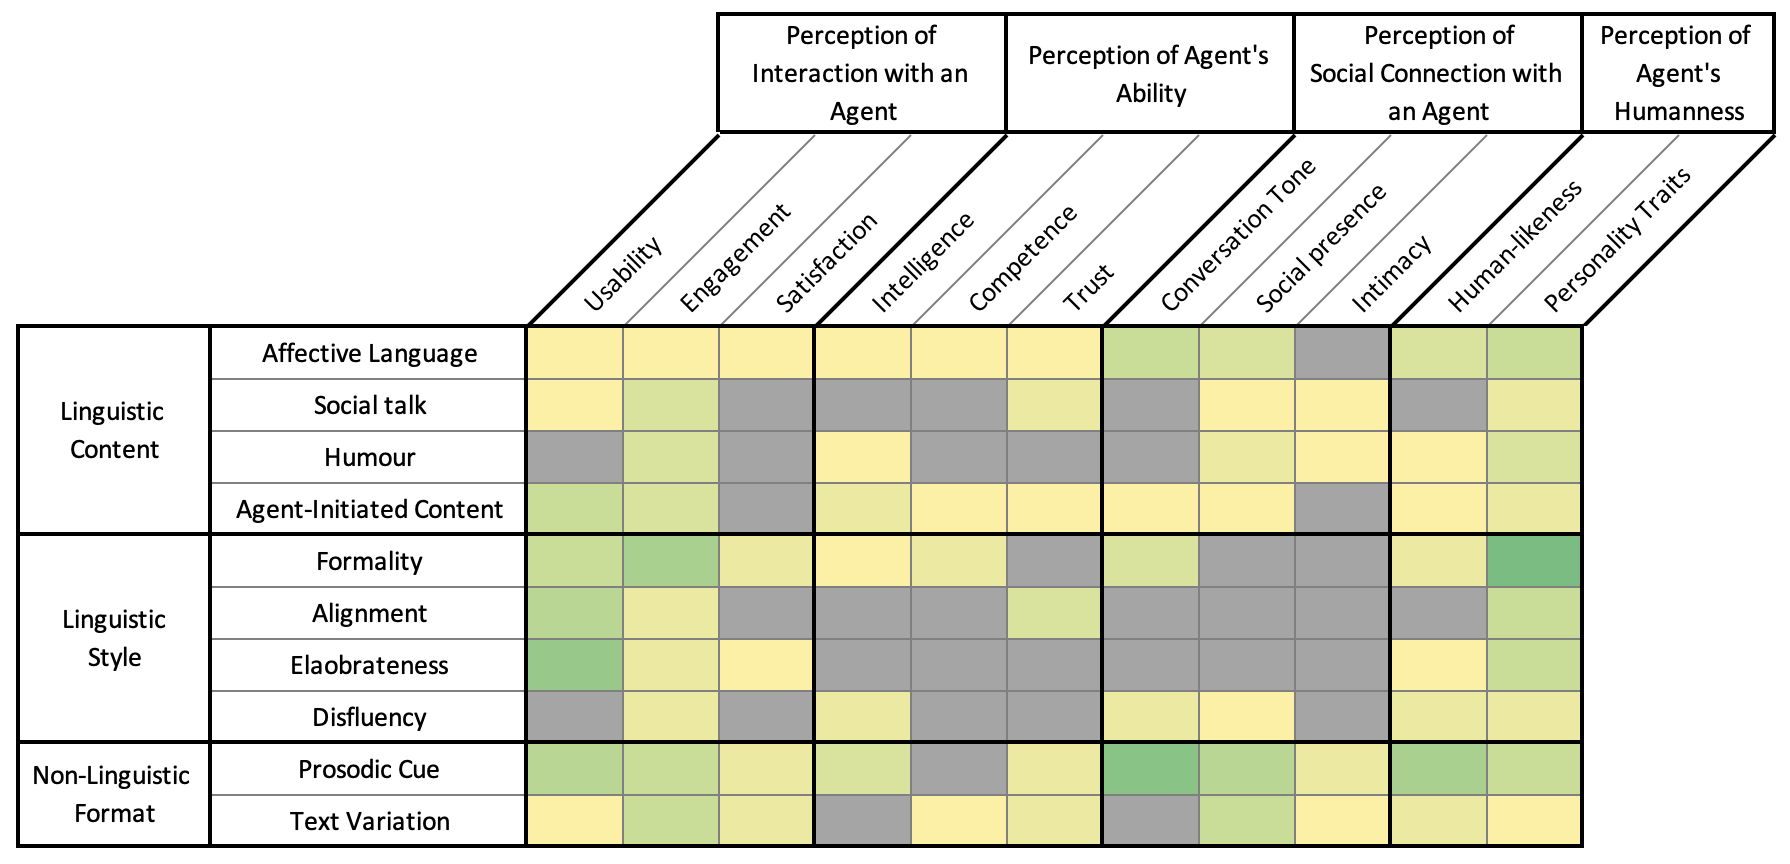 Perception of
Interaction with an
Agent
Perception of Agent's
Ability
Perception of
Social Connection with
an Agent
Perception of
Agent's
Humanness
Usability
Engagement
Satisfaction
Intelligence
Competence
Trust
Conversation Tone
Social presence
Intimacy
Human-likeness
Personality Traits
Linguistic
Content
Affective Language
Social talk
Humour
Agent-Initiated Content
Linguistic
Style
Formality
Alignment
Elaobrateness
Disfluency
Non-Linguistic
Format
Prosodic Cue
Text Variation